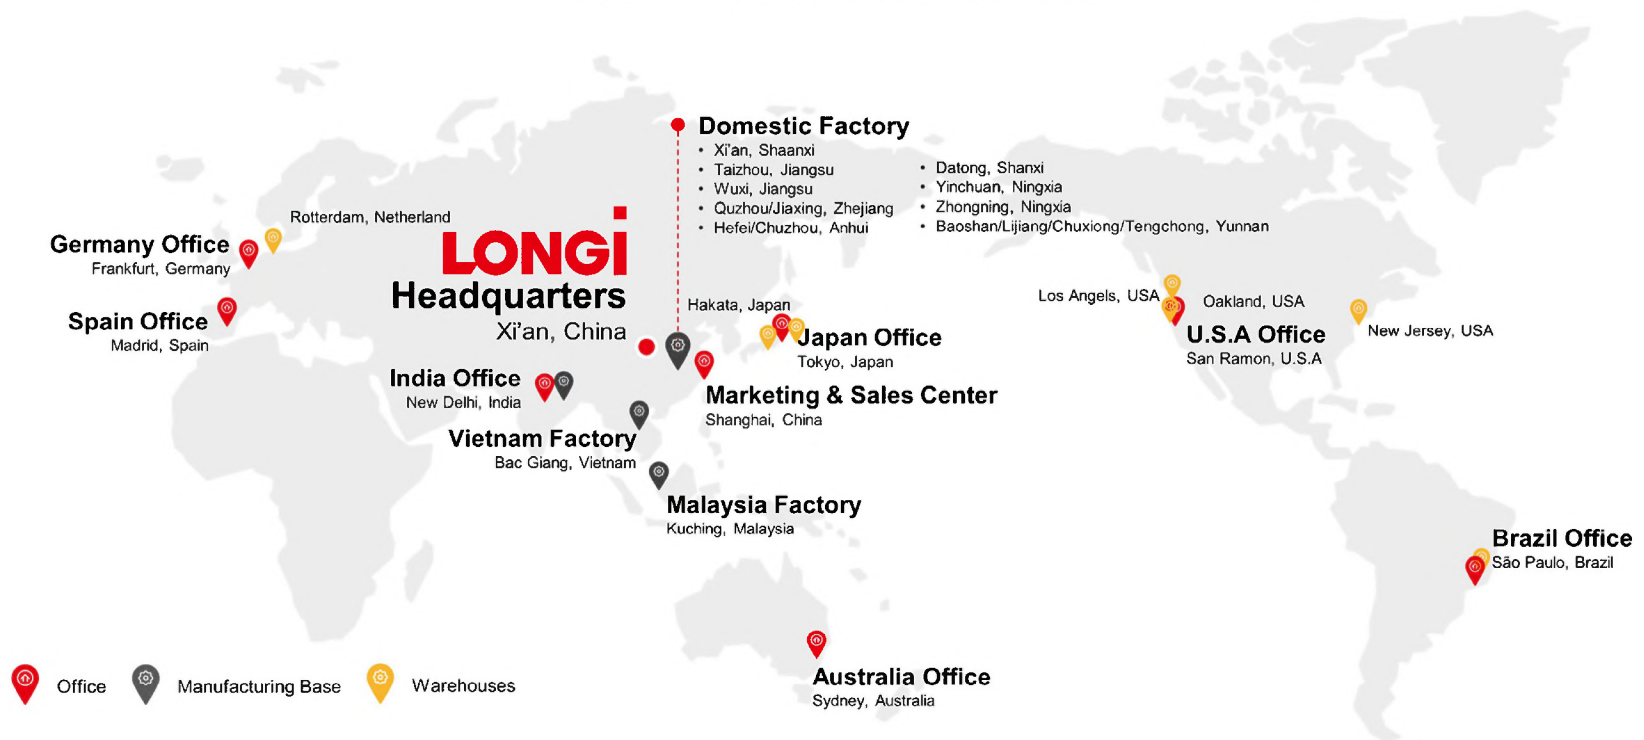 Domestic Factory
• Xi'an, Shaanxi
• Taizhou, Jiangsu
• Wuxi, Jiangsu
• Quzhou/Jiaxing, Zhejiang
• Hefei/Chuzhou, Anhui
• Datong, Shanxi
• Yinchuan, Ningxia
• Zhongning, Ningxia
• Baoshan/Lijiang/Chuxiong/Tengchong, Yunnan
Rotterdam, Netherland
Germany Office
Frankfurt, Germany
Spain Office
Madrid, Spain
LONGi
Headquarters
Xi'an, China
Hakata, Japan
Japan Office
Tokyo, Japan
Los Angels, USA
Oakland, USA
U.S.A Office
San Ramon, U.S.A
New Jersey, USA
India Office
New Delhi, India
Marketing & Sales Center
Shanghai, China
Vietnam Factory
Bac Giang, Vietnam
Malaysia Factory
Kuching, Malaysia
Brazil Office
São Paulo, Brazil
Australia Office
Sydney, Australia
Office
Manufacturing Base
Warehouses